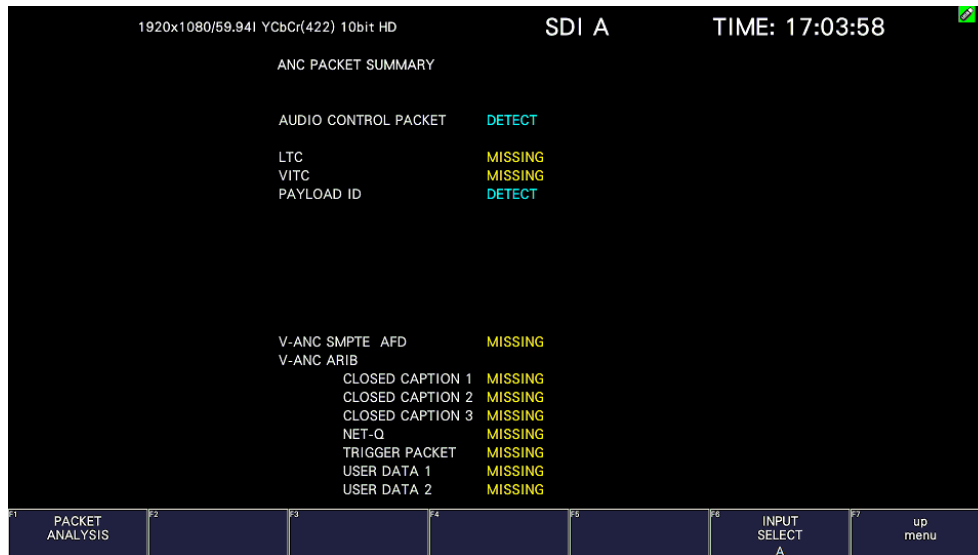 1920x1080/59.94I YCbCr(422) 10bit HD SDI A TIME: 17:03:58
ANC PACKET SUMMARY
AUDIO CONTROL PACKET DETECT
LTC MISSING
VITC MISSING
PAYLOAD ID DETECT
V-ANC SMPTE AFD MISSING
V-ANC ARIB
CLOSED CAPTION 1 MISSING
CLOSED CAPTION 2 MISSING
CLOSED CAPTION 3 MISSING
NET-Q MISSING
TRIGGER PACKET MISSING
USER DATA 1 MISSING
USER DATA 2 MISSING
F1 PACKET ANALYSIS
F2
F3
F4
F5
F6 INPUT SELECT A
F7 up menu